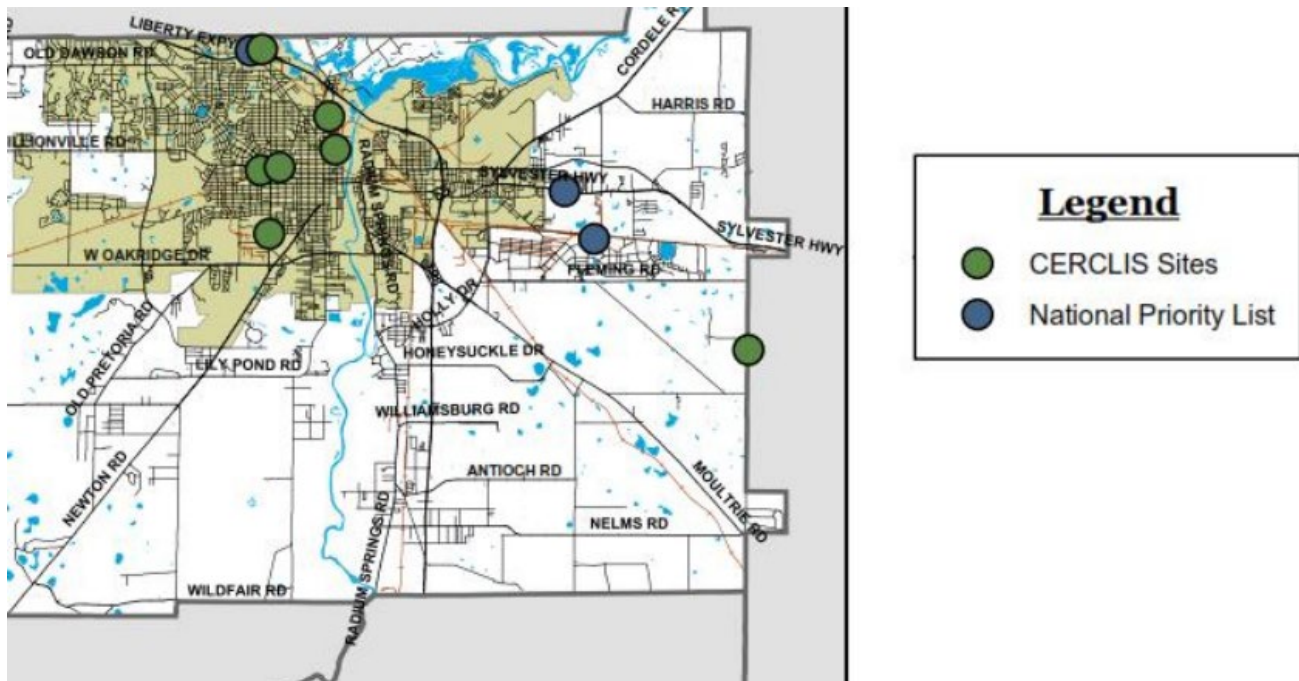 LIBERTY EXPY
CORDELE R
OLD DAWSON RD
HARRIS RD
ILLIONVILLE RD
RADIUM SPRINGS RD
SYLVESTER HWY
SYLVESTER HWY
W OAKRIDGE DR
FLEMING RD
HOLLY DR
OLD PRETORIA RD
HONEYSUCKLE DR
LILY POND RD
WILLIAMSBURG RD
NEWTON RD
ANTIOCH RD
MOULTRIE RD
NELMS RD
RADIUM SPRINGS RD
WILDFAIR RD
Legend
CERCLIS Sites
National Priority List